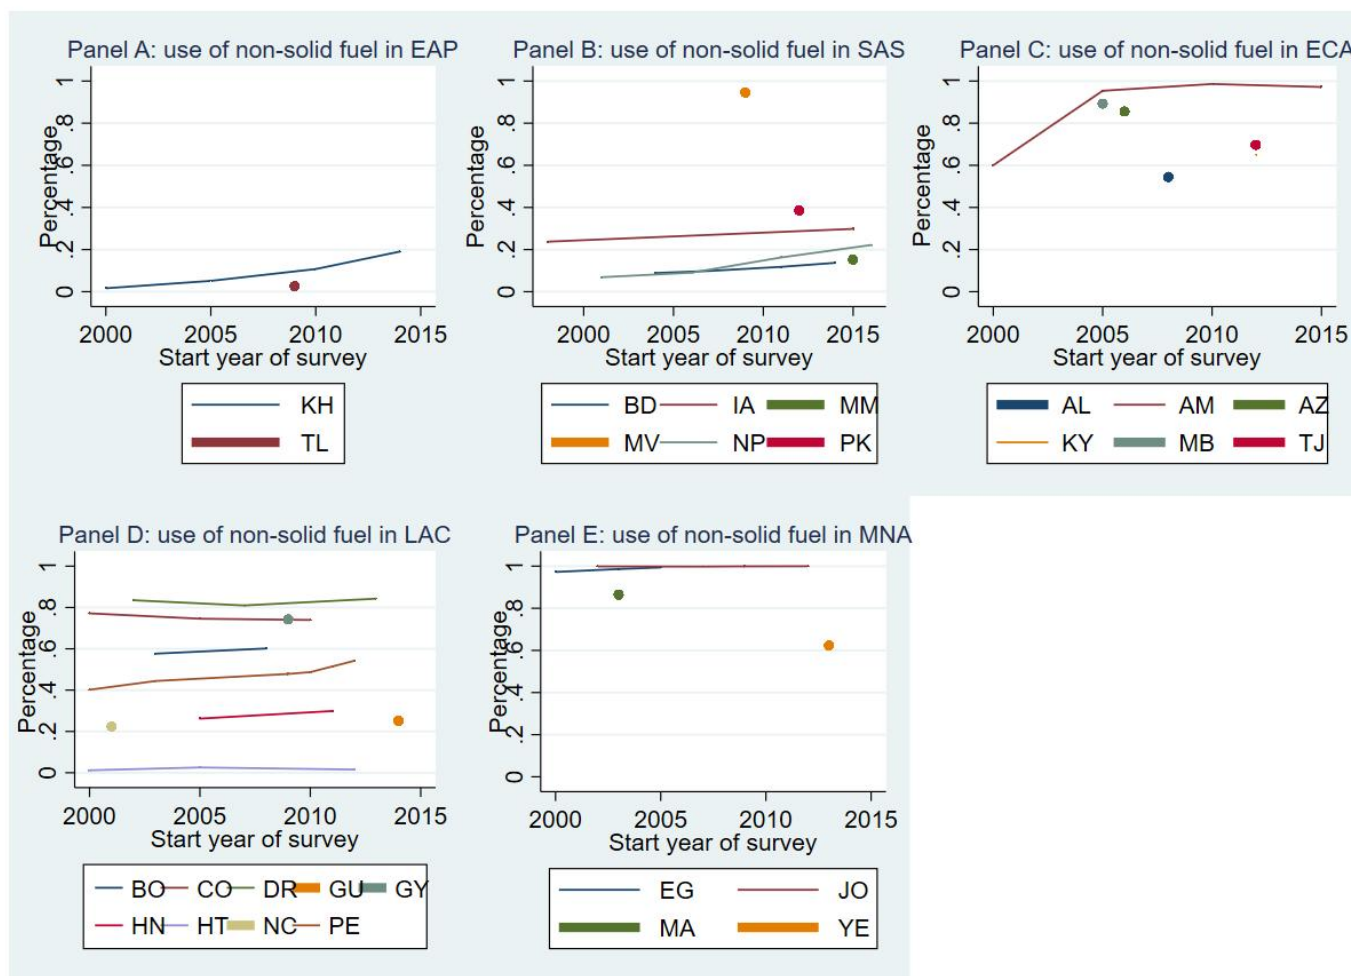 Panel A: use of non-solid fuel in EAP
Percentage
1
.8
.6
.4
.2
0
2000 2005 2010 2015
Start year of survey
KH
TL
Panel B: use of non-solid fuel in SAS
Percentage
1
.8
.6
.4
.2
0
2000 2005 2010 2015
Start year of survey
BD IA MM
MV NP PK
Panel C: use of non-solid fuel in ECA
Percentage
1
.8
.6
.4
.2
0
2000 2005 2010 2015
Start year of survey
AL AM AZ
KY MB TJ
Panel D: use of non-solid fuel in LAC
Percentage
1
.8
.6
.4
.2
0
2000 2005 2010 2015
Start year of survey
BO CO DR GU GY
HN HT NC PE
Panel E: use of non-solid fuel in MNA
Percentage
1
.8
.6
.4
.2
0
2000 2005 2010 2015
Start year of survey
EG JO
MA YE